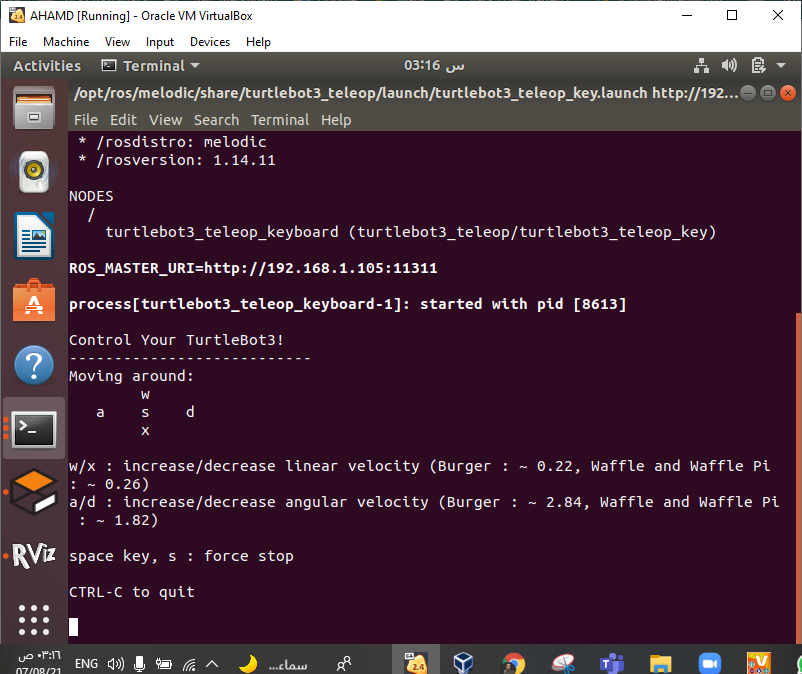 AHAMD [Running] - Oracle VM VirtualBox
File Machine View Input Devices Help
Activities Terminal 03:16 س
/opt/ros/melodic/share/turtlebot3_teleop/launch/turtlebot3_teleop_key.launch http://192...
File Edit View Search Terminal Help
* /rosdistro: melodic
* /rosversion: 1.14.11
NODES
/
turtlebot3_teleop_keyboard (turtlebot3_teleop/turtlebot3_teleop_key)
ROS_MASTER_URI=http://192.168.1.105:11311
process[turtlebot3_teleop_keyboard-1]: started with pid [8613]
Control Your TurtleBot3!
---------------------------
Moving around:
w
a s d
x
w/x : increase/decrease linear velocity (Burger : ~ 0.22, Waffle and Waffle Pi
: ~ 0.26)
a/d : increase/decrease angular velocity (Burger : ~ 2.84, Waffle and Waffle Pi
: ~ 1.82)
space key, s : force stop
CTRL-C to quit
RViz
٠٣:١٦ ص
07/08/21
ENG
سماء...
2.4